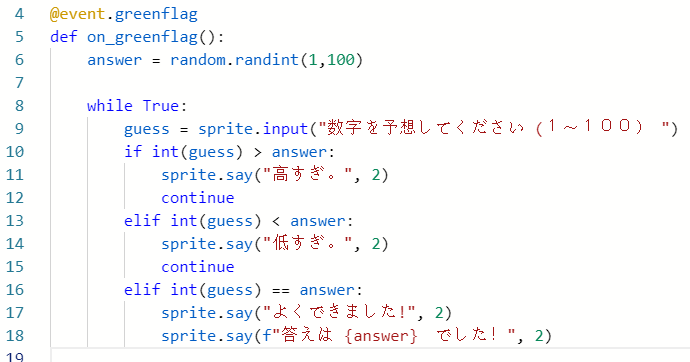 4 @event.greenflag
5 def on_greenflag():
6     answer = random.randint(1,100)
7
8     while True:
9         guess = sprite.input("数字を予想してください (１～１００） ")
10         if int(guess) > answer:
11             sprite.say("高すぎ。", 2)
12             continue
13         elif int(guess) < answer:
14             sprite.say("低すぎ。", 2)
15             continue
16         elif int(guess) == answer:
17             sprite.say("よくできました!", 2)
18             sprite.say(f"答えは {answer}　でした! ", 2)
19